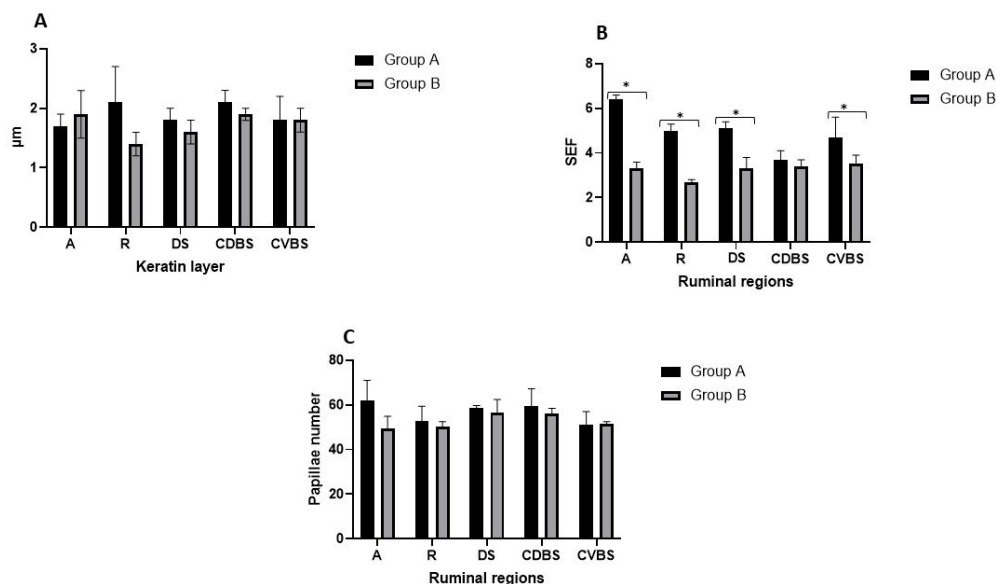 A
3
2
1
0
µm
A R DS CDBS CVBS
Keratin layer
Group A
Group B
B
8
6
4
2
0
SEF
* * * *
A R DS CDBS CVBS
Ruminal regions
Group A
Group B
C
80
60
40
20
0
Papillae number
A R DS CDBS CVBS
Ruminal regions
Group A
Group B